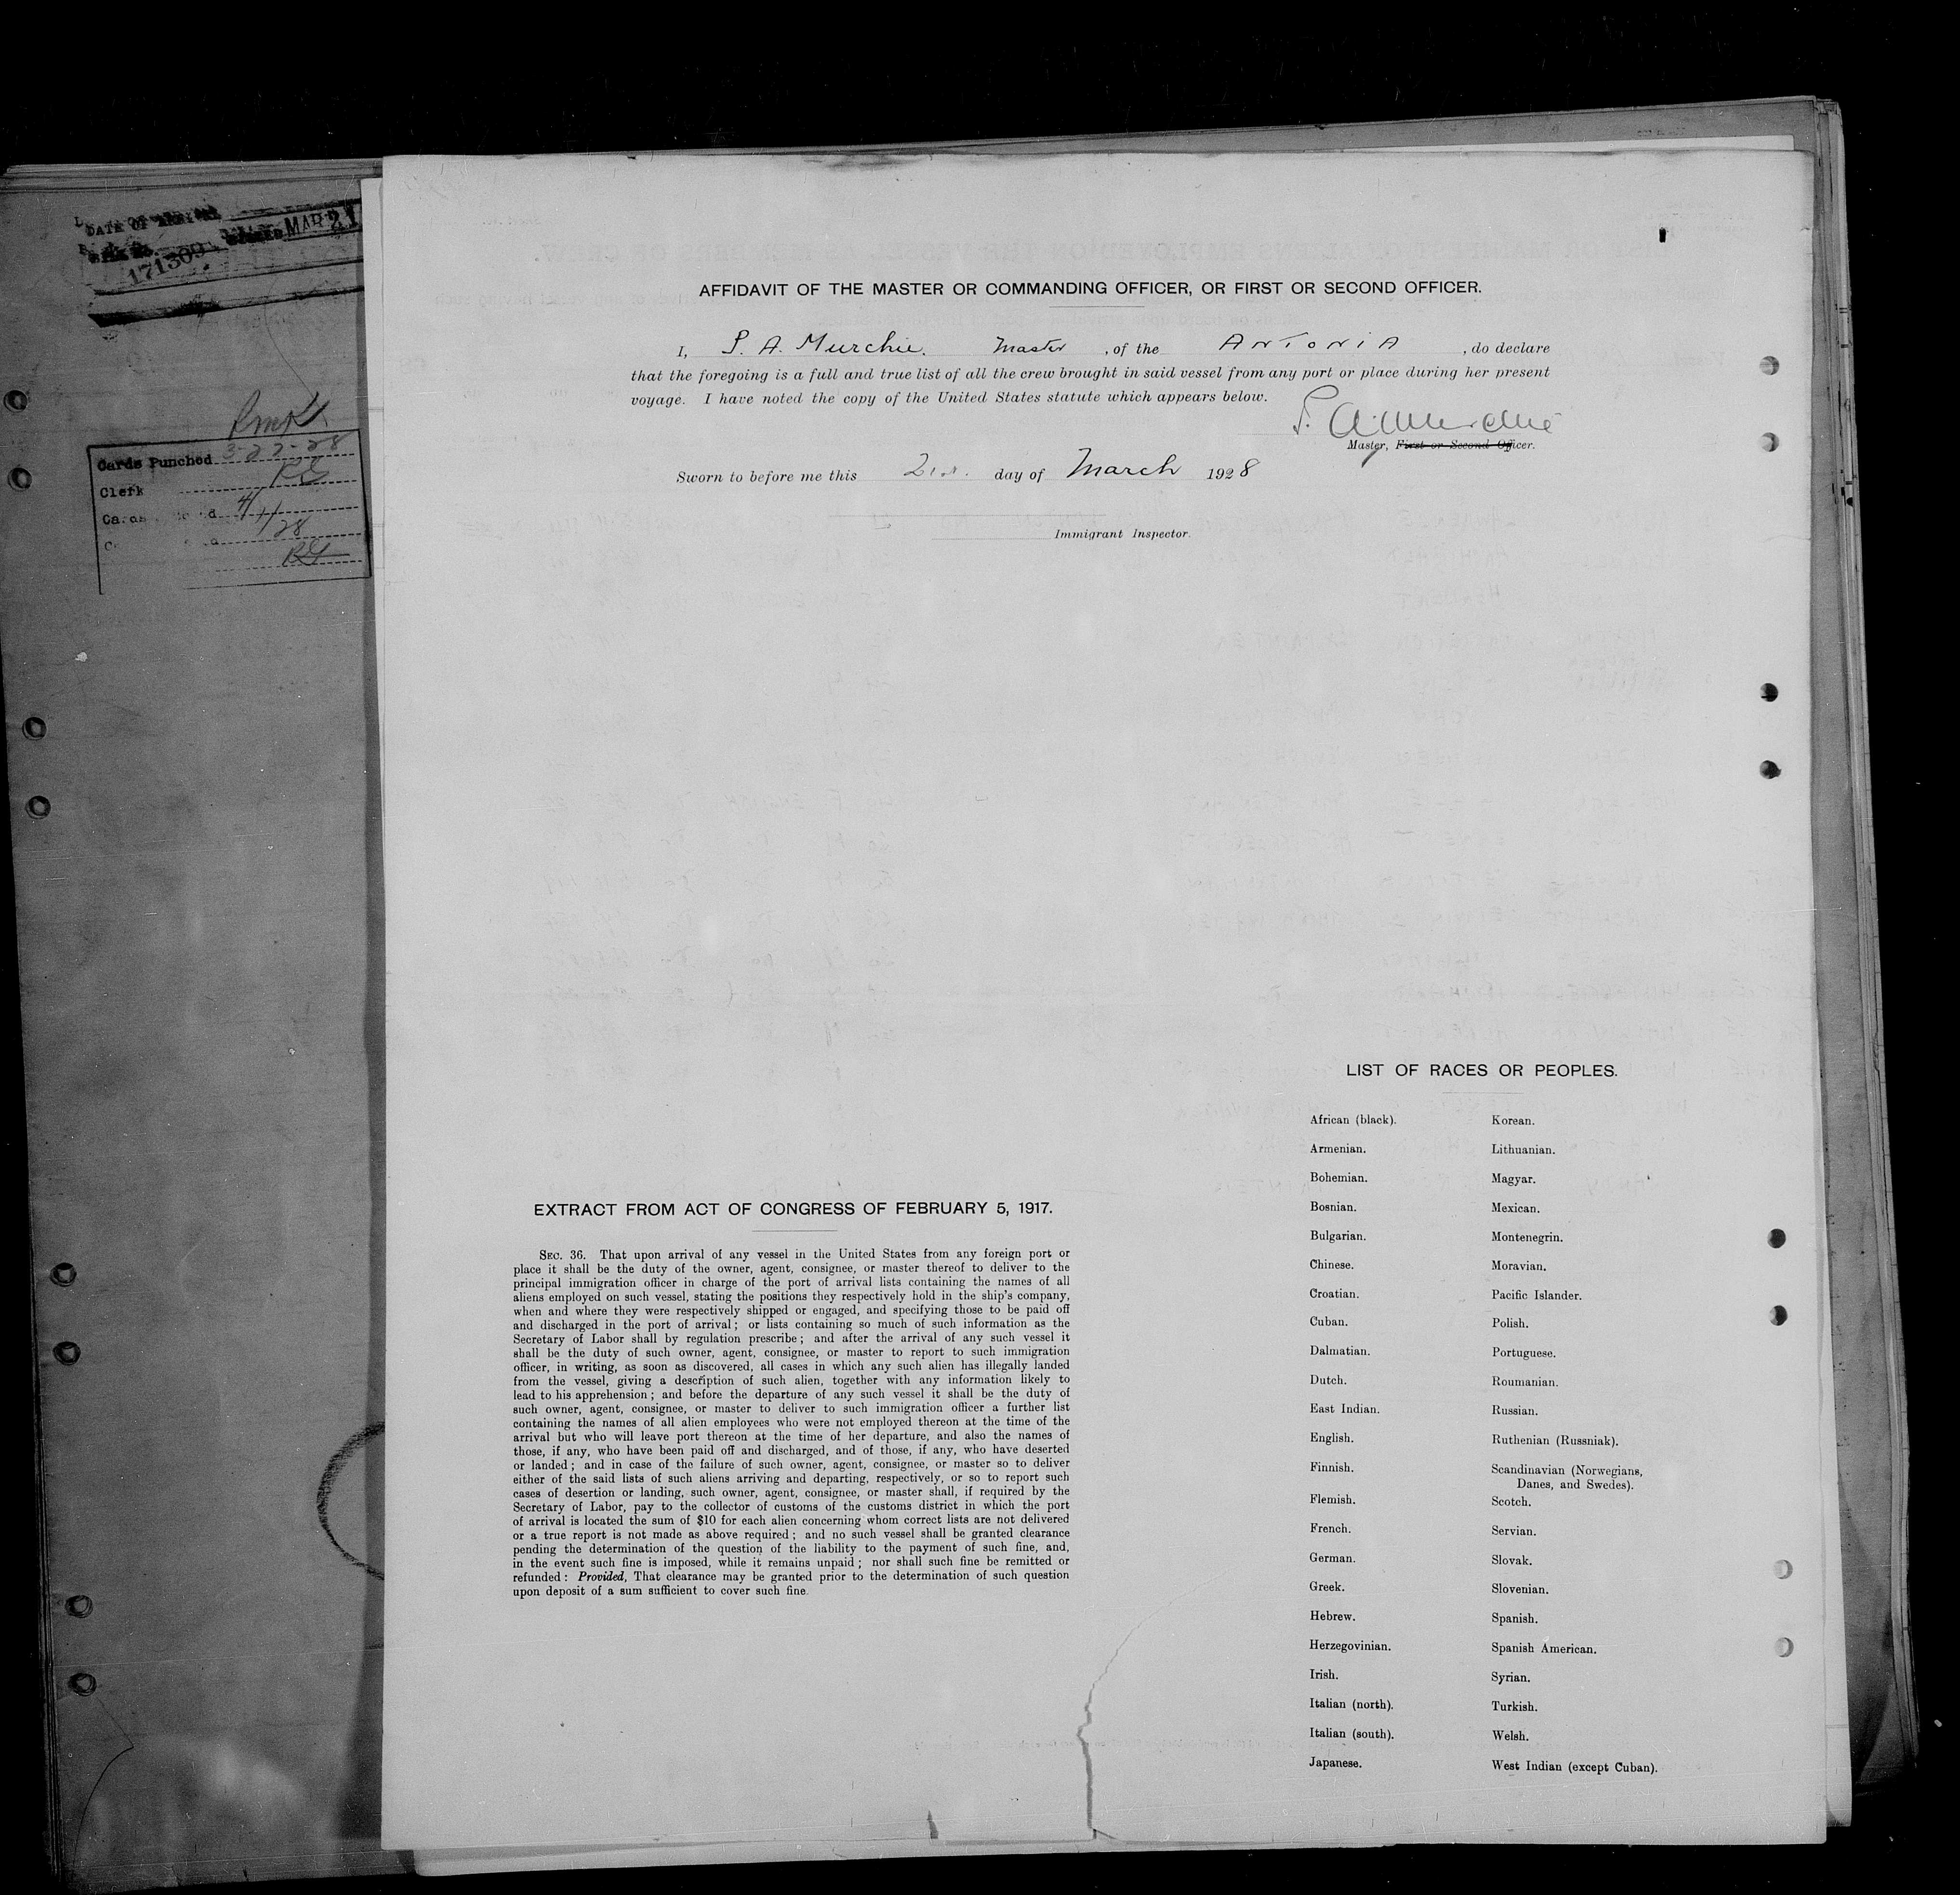 DATE OF ARRIVAL
MAR 21
171309
Cards Punched 3-27-28
Clerk RG
4/11/28
RG
AFFIDAVIT OF THE MASTER OR COMMANDING OFFICER, OR FIRST OR SECOND OFFICER.
I, S. A. Murchie. Master, of the ANTONIA, do declare
that the foregoing is a full and true list of all the crew brought in said vessel from any port or place during her present
voyage. I have noted the copy of the United States statute which appears below.
S. A. Murchie
Master, First or Second Officer.
Sworn to before me this 21st. day of March 1928
Immigrant Inspector.
EXTRACT FROM ACT OF CONGRESS OF FEBRUARY 5, 1917.
SEC. 36. That upon arrival of any vessel in the United States from any foreign port or
place it shall be the duty of the owner, agent, consignee, or master thereof to deliver to the
principal immigration officer in charge of the port of arrival lists containing the names of all
aliens employed on such vessel, stating the positions they respectively hold in the ship's company,
when and where they were respectively shipped or engaged, and specifying those to be paid off
and discharged in the port of arrival; or lists containing so much of such information as the
Secretary of Labor shall by regulation prescribe; and after the arrival of any such vessel it
shall be the duty of such owner, agent, consignee, or master to report to such immigration
officer, in writing, as soon as discovered, all cases in which any such alien has illegally landed
from the vessel, giving a description of such alien, together with any information likely to
lead to his apprehension; and before the departure of any such vessel it shall be the duty of
such owner, agent, consignee, or master to deliver to such immigration officer a further list
containing the names of all alien employees who were not employed thereon at the time of the
arrival but who will leave port thereon at the time of her departure, and also the names of
those, if any, who have been paid off and discharged, and of those, if any, who have deserted
or landed; and in case of the failure of such owner, agent, consignee, or master so to deliver
either of the said lists of such aliens arriving and departing, respectively, or so to report such
cases of desertion or landing, such owner, agent, consignee, or master shall, if required by the
Secretary of Labor, pay to the collector of customs of the customs district in which the port
of arrival is located the sum of $10 for each alien concerning whom correct lists are not delivered
or a true report is not made as above required; and no such vessel shall be granted clearance
pending the determination of the question of the liability to the payment of such fine, and,
in the event such fine is imposed, while it remains unpaid; nor shall such fine be remitted or
refunded: Provided, That clearance may be granted prior to the determination of such question
upon deposit of a sum sufficient to cover such fine.
LIST OF RACES OR PEOPLES.
African (black).
Armenian.
Bohemian.
Bosnian.
Bulgarian.
Chinese.
Croatian.
Cuban.
Dalmatian.
Dutch.
East Indian.
English.
Finnish.
Flemish.
French.
German.
Greek.
Hebrew.
Herzegovinian.
Irish.
Italian (north).
Italian (south).
Japanese.
Korean.
Lithuanian.
Magyar.
Mexican.
Montenegrin.
Moravian.
Pacific Islander.
Polish.
Portuguese.
Roumanian.
Russian.
Ruthenian (Russniak).
Scandinavian (Norwegians,
Danes, and Swedes).
Scotch.
Servian.
Slovak.
Slovenian.
Spanish.
Spanish American.
Syrian.
Turkish.
Welsh.
West Indian (except Cuban).